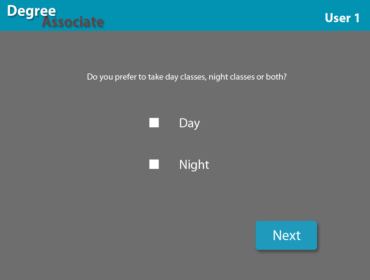 Degree
Associate
User 1
Do you prefer to take day classes, night classes or both?
Day
Night
Next